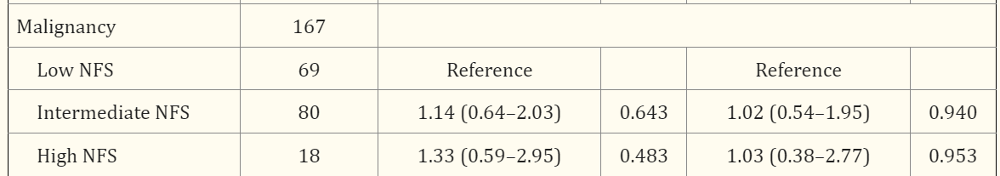 Malignancy 167
Low NFS 69 Reference Reference
Intermediate NFS 80 1.14 (0.64–2.03) 0.643 1.02 (0.54–1.95) 0.940
High NFS 18 1.33 (0.59–2.95) 0.483 1.03 (0.38–2.77) 0.953